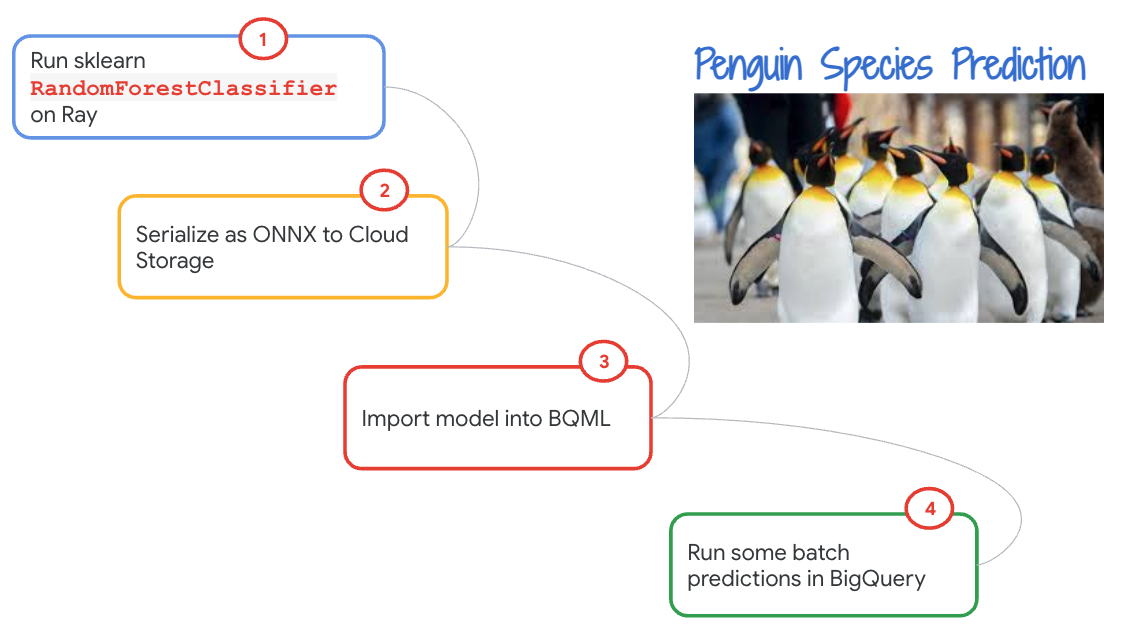 1
Run sklearn
RandomForestClassifier
on Ray
Penguin Species Prediction
2
Serialize as ONNX to Cloud
Storage
3
Import model into BQML
4
Run some batch
predictions in BigQuery